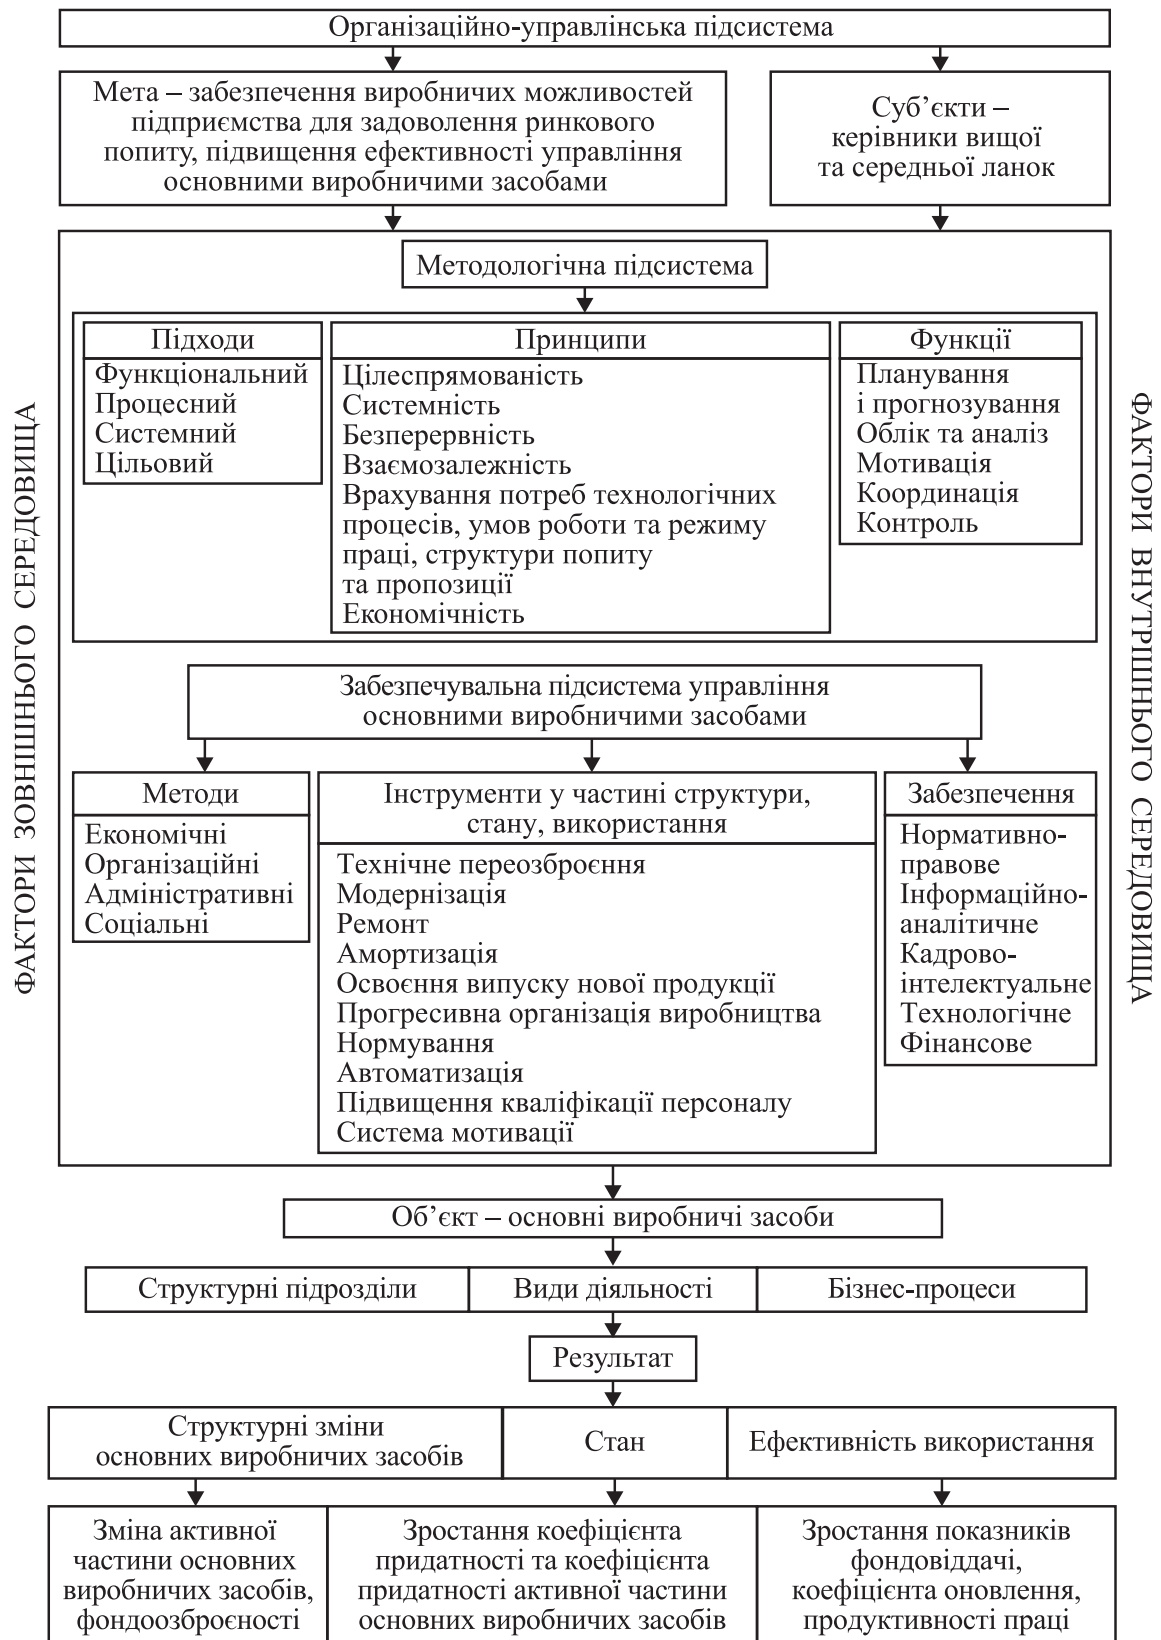 Організаційно-управлінська підсистема
Мета – забезпечення виробничих можливостей
підприємства для задоволення ринкового
попиту, підвищення ефективності управління
основними виробничими засобами
Суб’єкти –
керівники вищої
та середньої ланок
ФАКТОРИ ЗОВНІШНЬОГО СЕРЕДОВИЩА
Методологічна підсистема
Підходи
Функціональний
Процесний
Системний
Цільовий
Принципи
Цілеспрямованість
Системність
Безперервність
Взаємозалежність
Врахування потреб технологічних
процесів, умов роботи та режиму
праці, структури попиту
та пропозиції
Економічність
Функції
Планування
і прогнозування
Облік та аналіз
Мотивація
Координація
Контроль
ФАКТОРИ ВНУТРІШНЬОГО СЕРЕДОВИЩА
Забезпечувальна підсистема управління
основними виробничими засобами
Методи
Економічні
Організаційні
Адміністративні
Соціальні
Інструменти у частині структури,
стану, використання
Технічне переозброєння
Модернізація
Ремонт
Амортизація
Освоєння випуску нової продукції
Прогресивна організація виробництва
Нормування
Автоматизація
Підвищення кваліфікації персоналу
Система мотивації
Забезпечення
Нормативно-
правове
Інформаційно-
аналітичне
Кадрово-
інтелектуальне
Технологічне
Фінансове
Об’єкт – основні виробничі засоби
Структурні підрозділи
Види діяльності
Бізнес-процеси
Результат
Структурні зміни
основних виробничих засобів
Стан
Ефективність використання
Зміна активної
частини основних
виробничих засобів,
фондоозброєності
Зростання коефіцієнта
придатності та коефіцієнта
придатності активної частини
основних виробничих засобів
Зростання показників
фондовіддачі,
коефіцієнта оновлення,
продуктивності праці